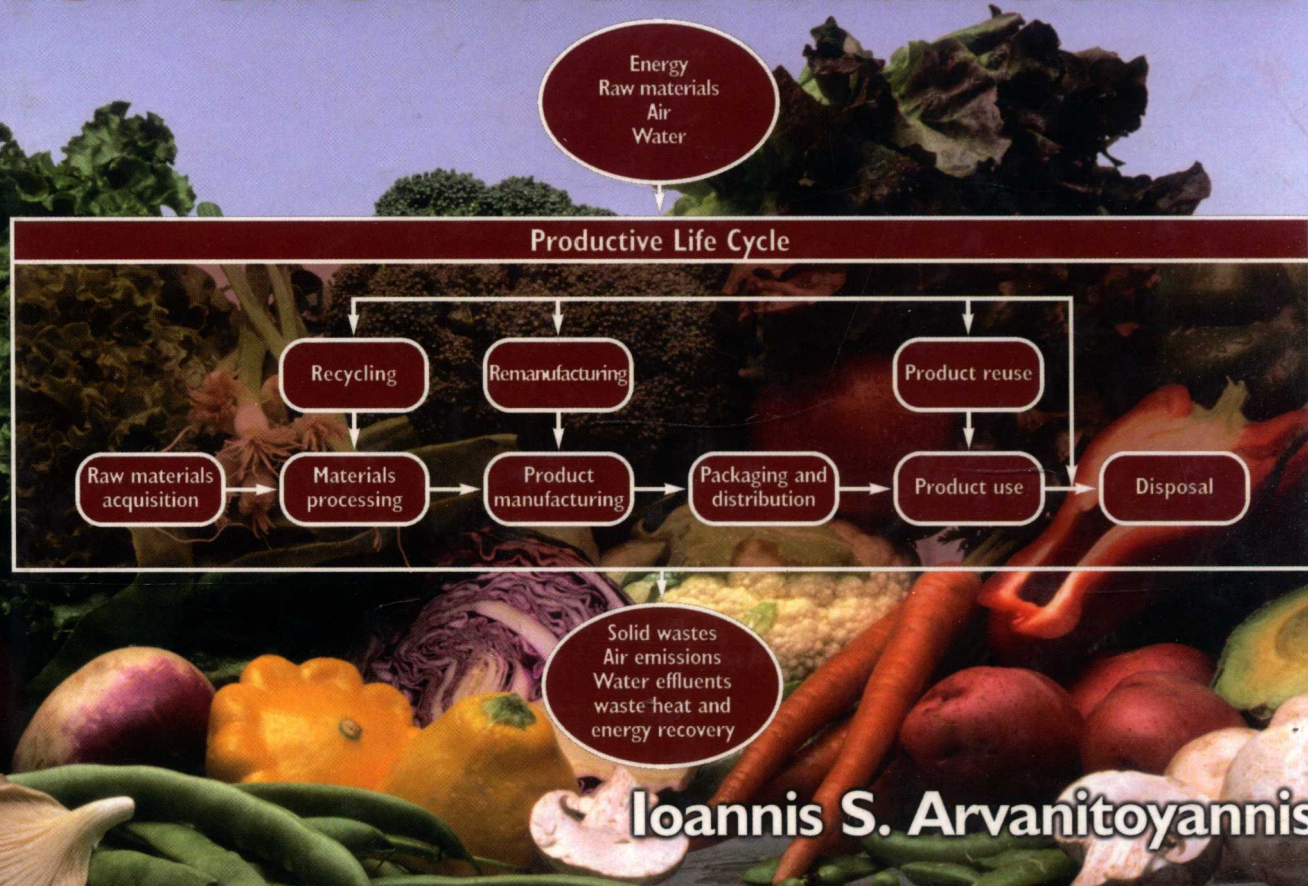 Energy
Raw materials
Air
Water
Productive Life Cycle
Recycling
Remanufacturing
Product reuse
Raw materials
acquisition
Materials
processing
Product
manufacturing
Packaging and
distribution
Product use
Disposal
Solid wastes
Air emissions
Water effluents
waste heat and
energy recovery
Ioannis S. Arvanitoyannis